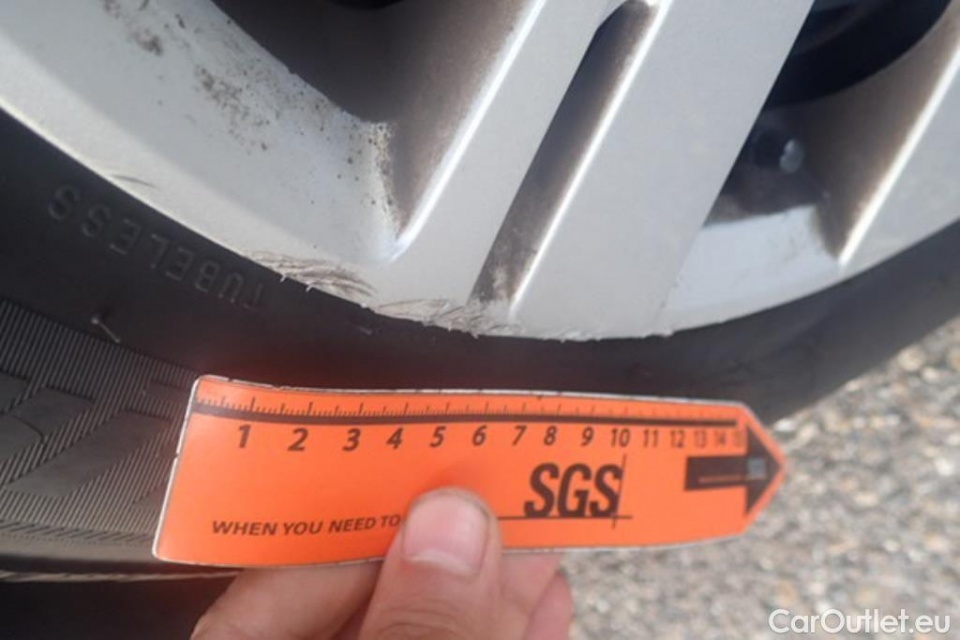 TUBELESS
1 2 3 4 5 6 7 8 9 10 11 12 13 14 15
SGS
WHEN YOU NEED TO
CarOutlet.eu